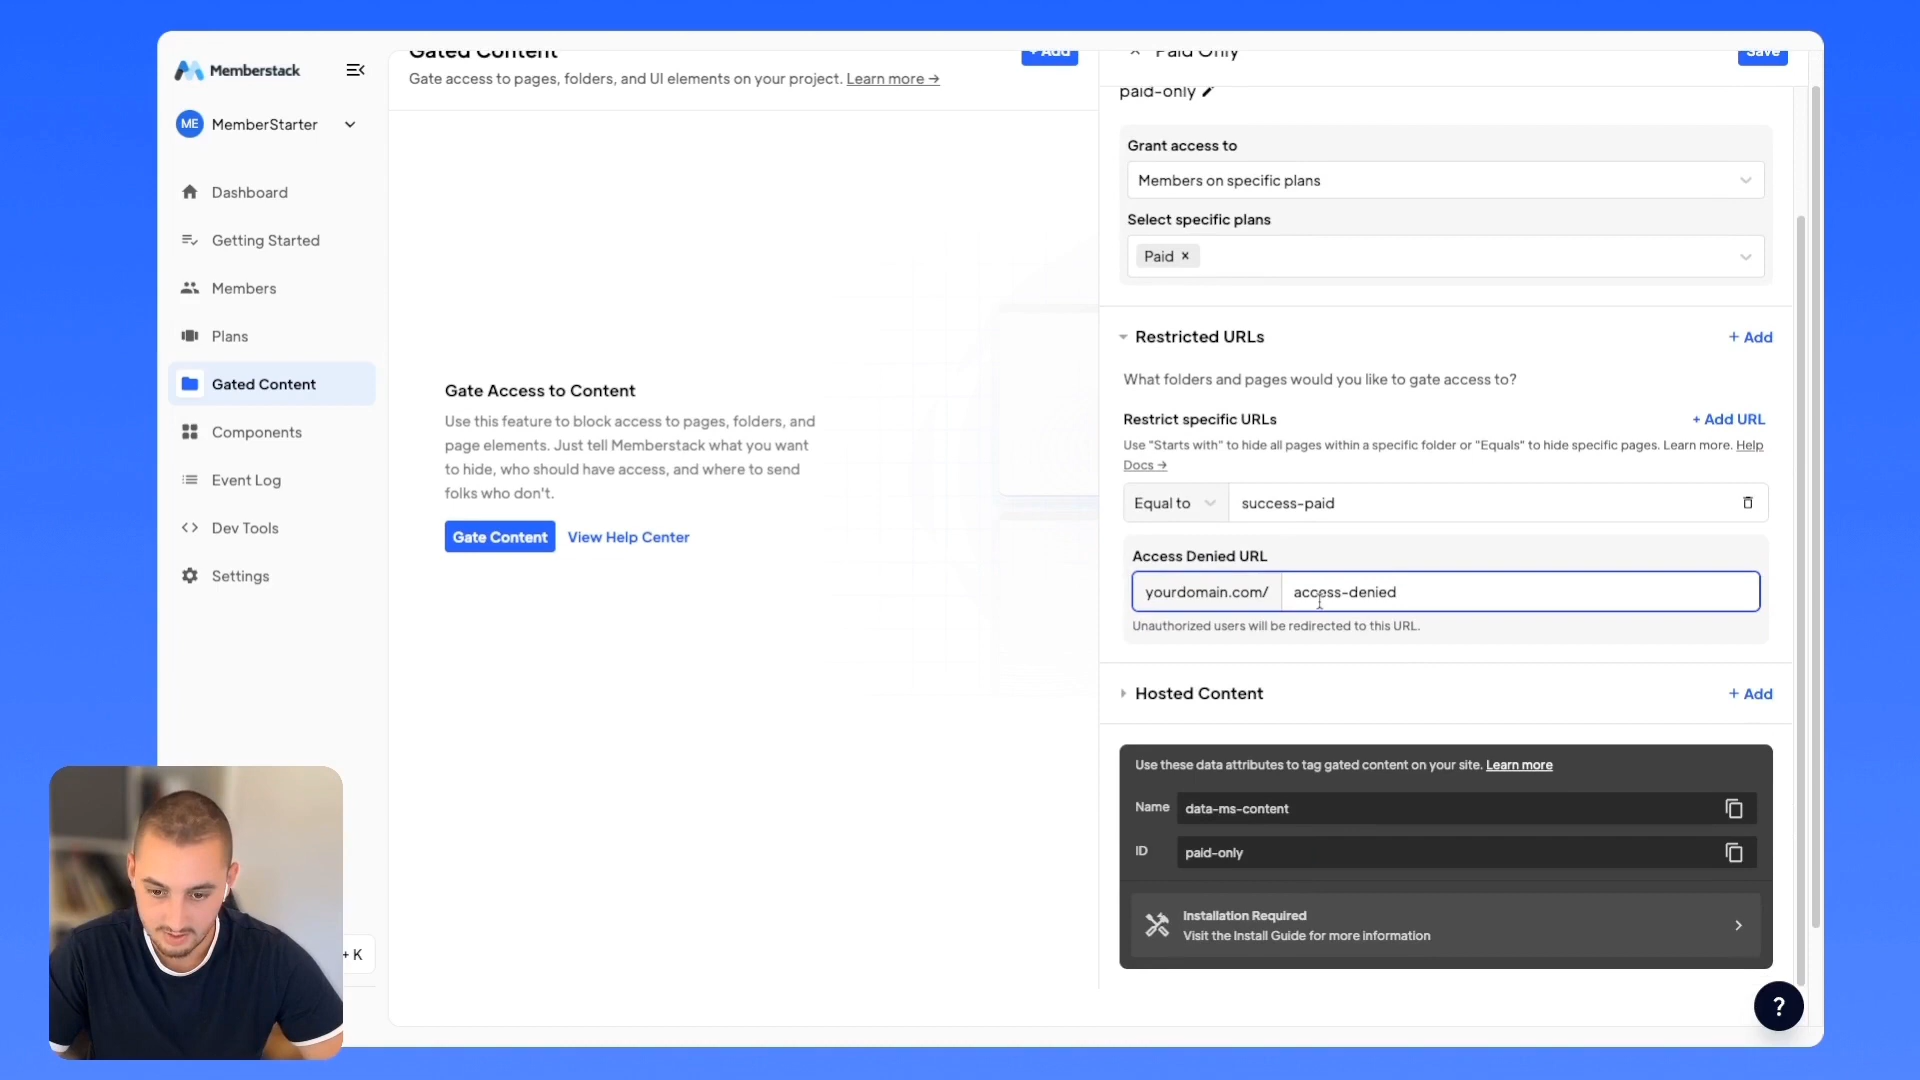 Memberstack
ME MemberStarter
Dashboard
Getting Started
Members
Plans
Gated Content
Components
Event Log
Dev Tools
Settings
+ K
Gated Content
+ Add
Gate access to pages, folders, and UI elements on your project. Learn more →
Gate Access to Content
Use this feature to block access to pages, folders, and
page elements. Just tell Memberstack what you want
to hide, who should have access, and where to send
folks who don't.
Gate Content View Help Center
Paid Only
Save
paid-only
Grant access to
Members on specific plans
Select specific plans
Paid ×
Restricted URLs
+ Add
What folders and pages would you like to gate access to?
Restrict specific URLs
+ Add URL
Use "Starts with" to hide all pages within a specific folder or "Equals" to hide specific pages. Learn more. Help
Docs →
Equal to success-paid
Access Denied URL
yourdomain.com/ access-denied
Unauthorized users will be redirected to this URL.
Hosted Content
+ Add
Use these data attributes to tag gated content on your site. Learn more
Name data-ms-content
ID paid-only
Installation Required
Visit the Install Guide for more information
?